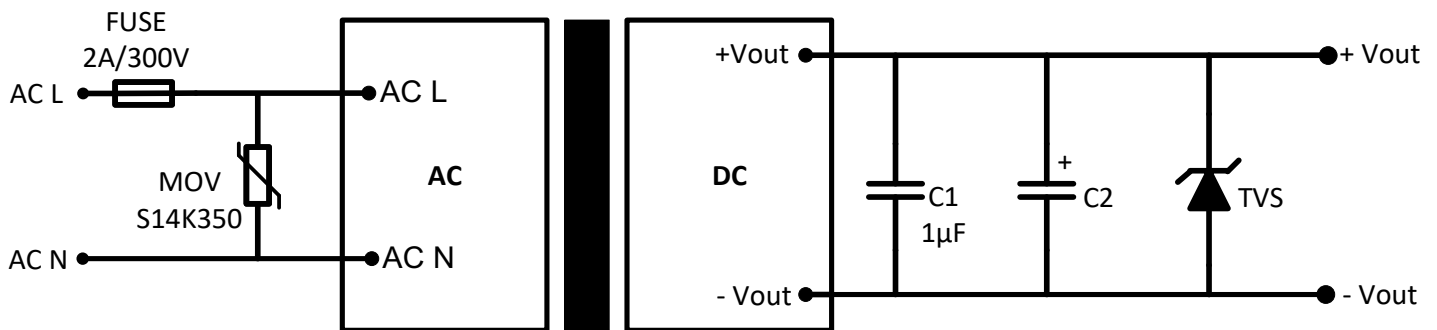 FUSE
2A/300V
AC L
AC L
MOV
S14K350
AC N
AC N
AC
DC
+Vout
- Vout
C1
1µF
+
C2
TVS
+ Vout
- Vout